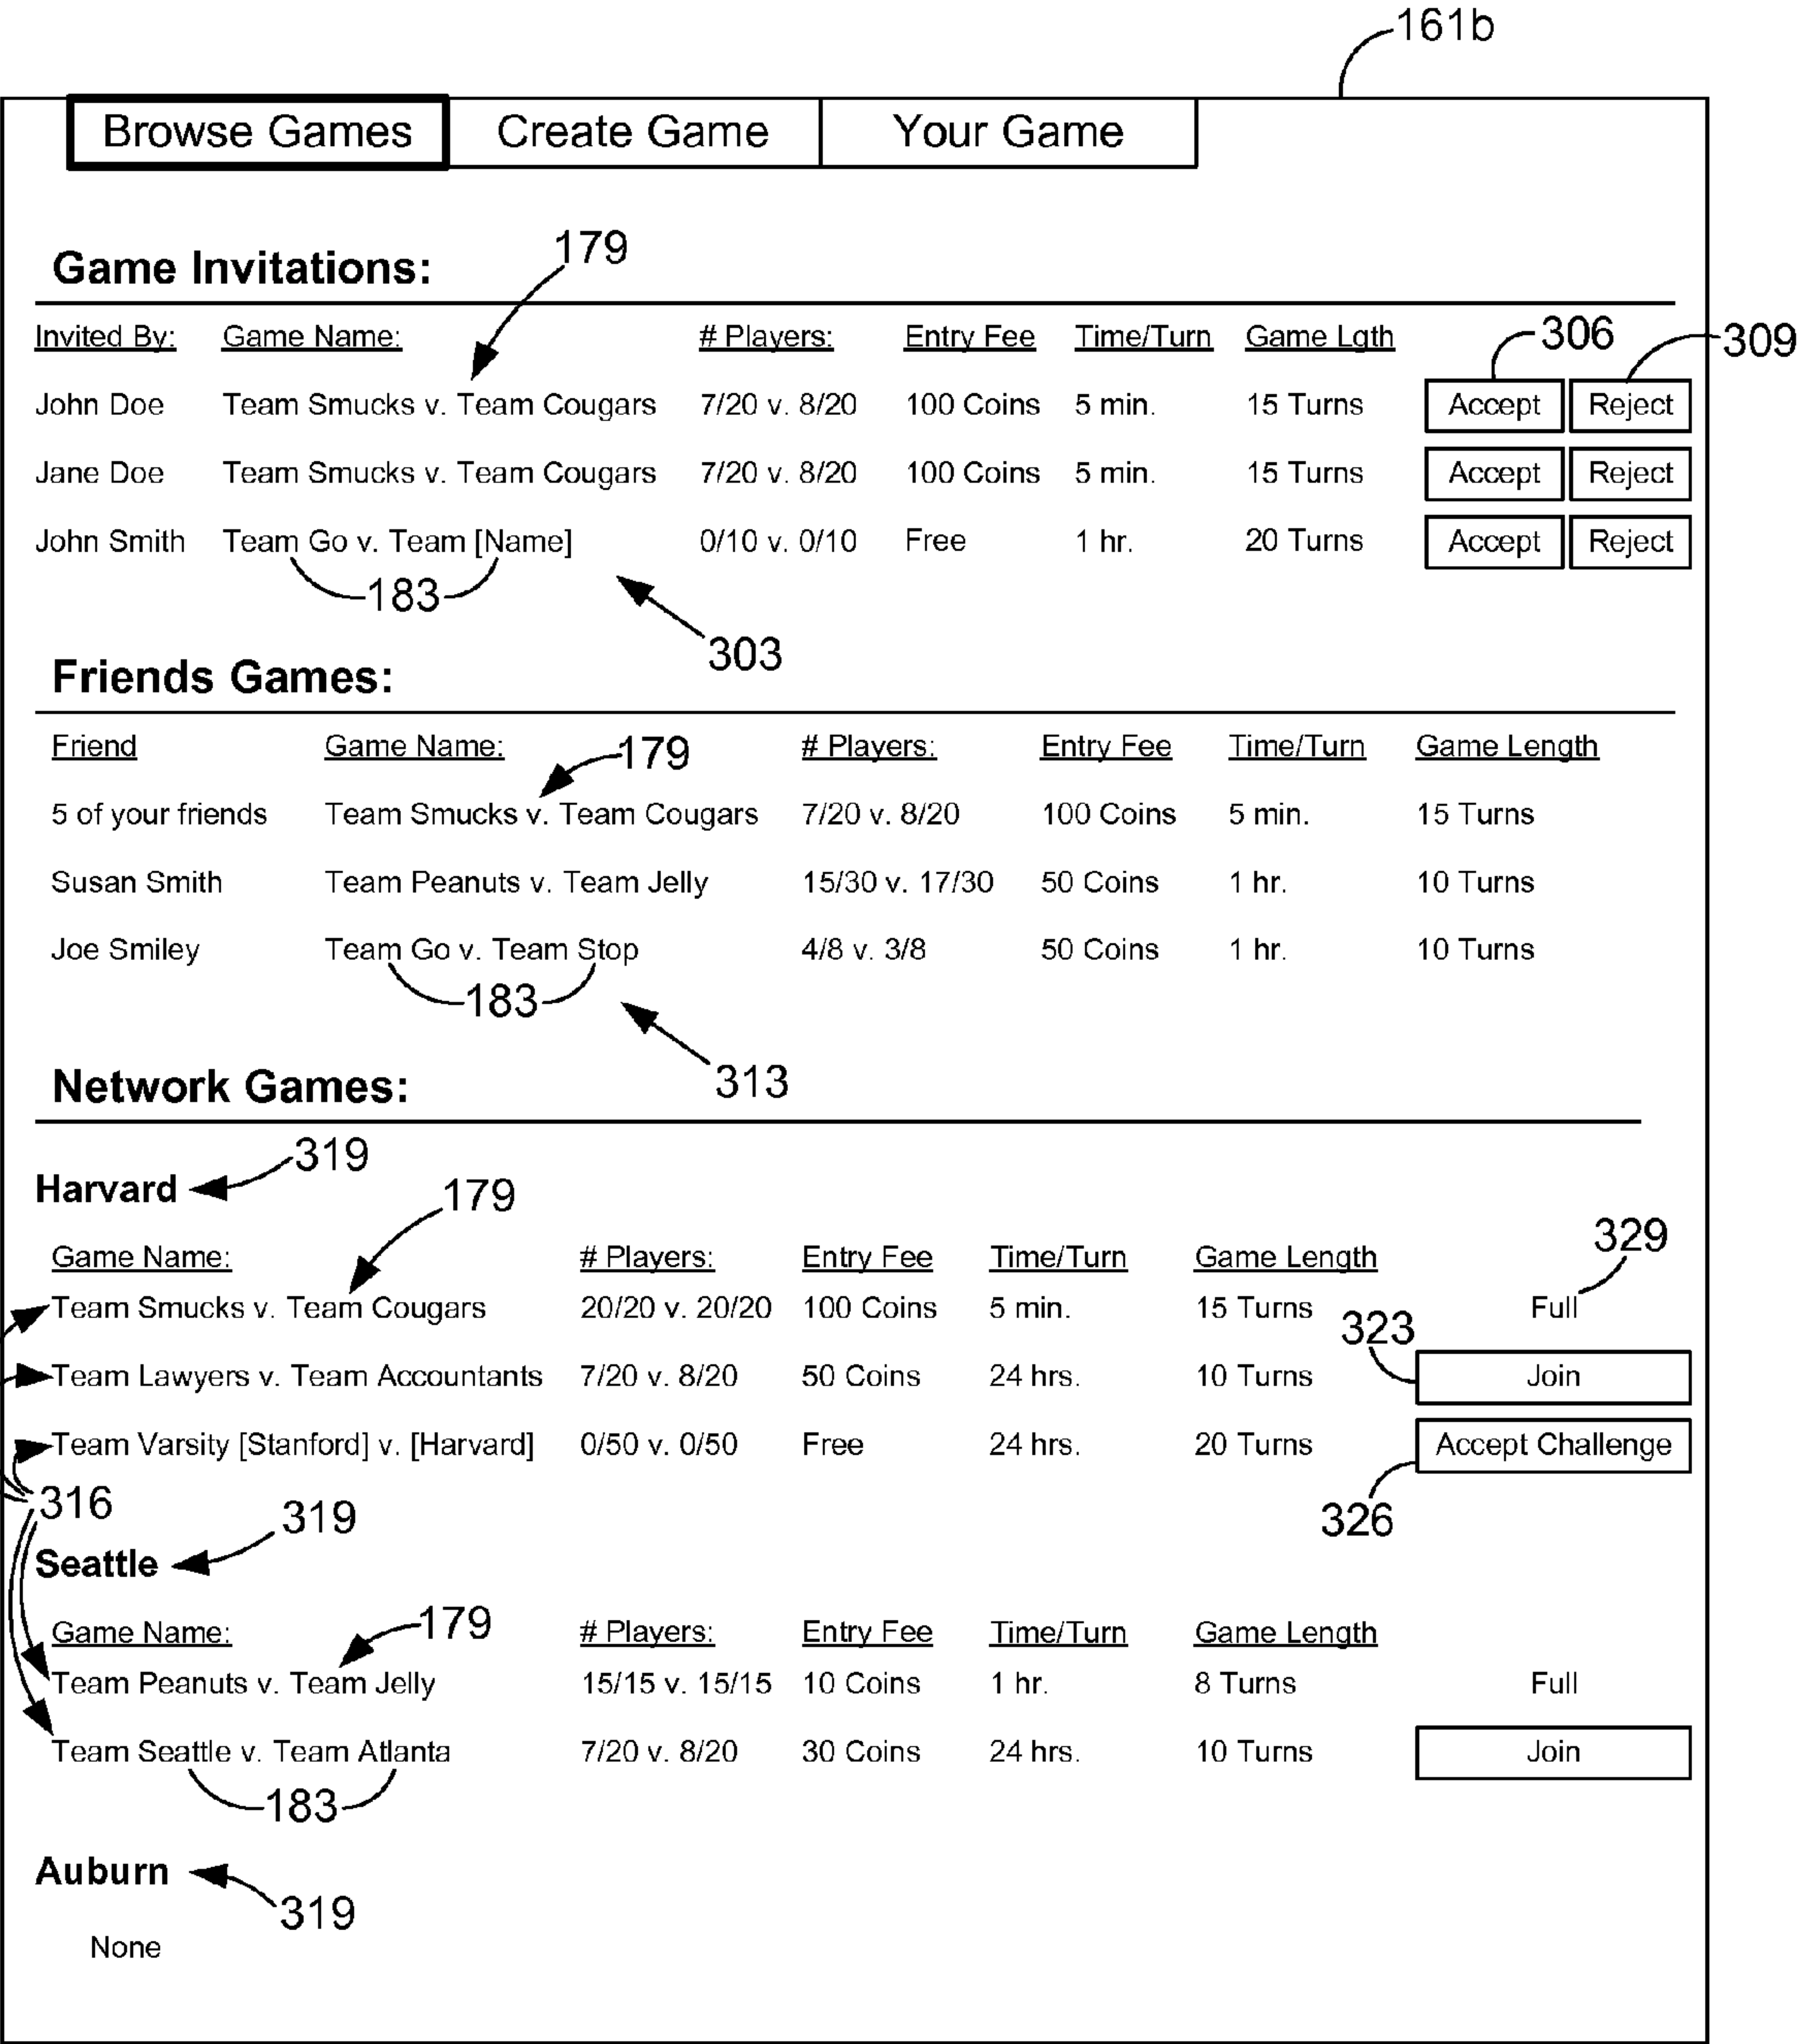 161b
Browse Games Create Game Your Game
Game Invitations: 179
Invited By: Game Name: # Players: Entry Fee Time/Turn Game Lgth 306 309
John Doe Team Smucks v. Team Cougars 7/20 v. 8/20 100 Coins 5 min. 15 Turns Accept Reject
Jane Doe Team Smucks v. Team Cougars 7/20 v. 8/20 100 Coins 5 min. 15 Turns Accept Reject
John Smith Team Go v. Team [Name] 0/10 v. 0/10 Free 1 hr. 20 Turns Accept Reject
183
303
Friends Games:
Friend Game Name: 179 # Players: Entry Fee Time/Turn Game Length
5 of your friends Team Smucks v. Team Cougars 7/20 v. 8/20 100 Coins 5 min. 15 Turns
Susan Smith Team Peanuts v. Team Jelly 15/30 v. 17/30 50 Coins 1 hr. 10 Turns
Joe Smiley Team Go v. Team Stop 4/8 v. 3/8 50 Coins 1 hr. 10 Turns
183
313
Network Games:
319
Harvard 179
329
Game Name: # Players: Entry Fee Time/Turn Game Length
Team Smucks v. Team Cougars 20/20 v. 20/20 100 Coins 5 min. 15 Turns Full
323
Team Lawyers v. Team Accountants 7/20 v. 8/20 50 Coins 24 hrs. 10 Turns Join
Team Varsity [Stanford] v. [Harvard] 0/50 v. 0/50 Free 24 hrs. 20 Turns Accept Challenge
316 319 326
Seattle
Game Name: 179 # Players: Entry Fee Time/Turn Game Length
Team Peanuts v. Team Jelly 15/15 v. 15/15 10 Coins 1 hr. 8 Turns Full
Team Seattle v. Team Atlanta 7/20 v. 8/20 30 Coins 24 hrs. 10 Turns Join
183
Auburn
319
None